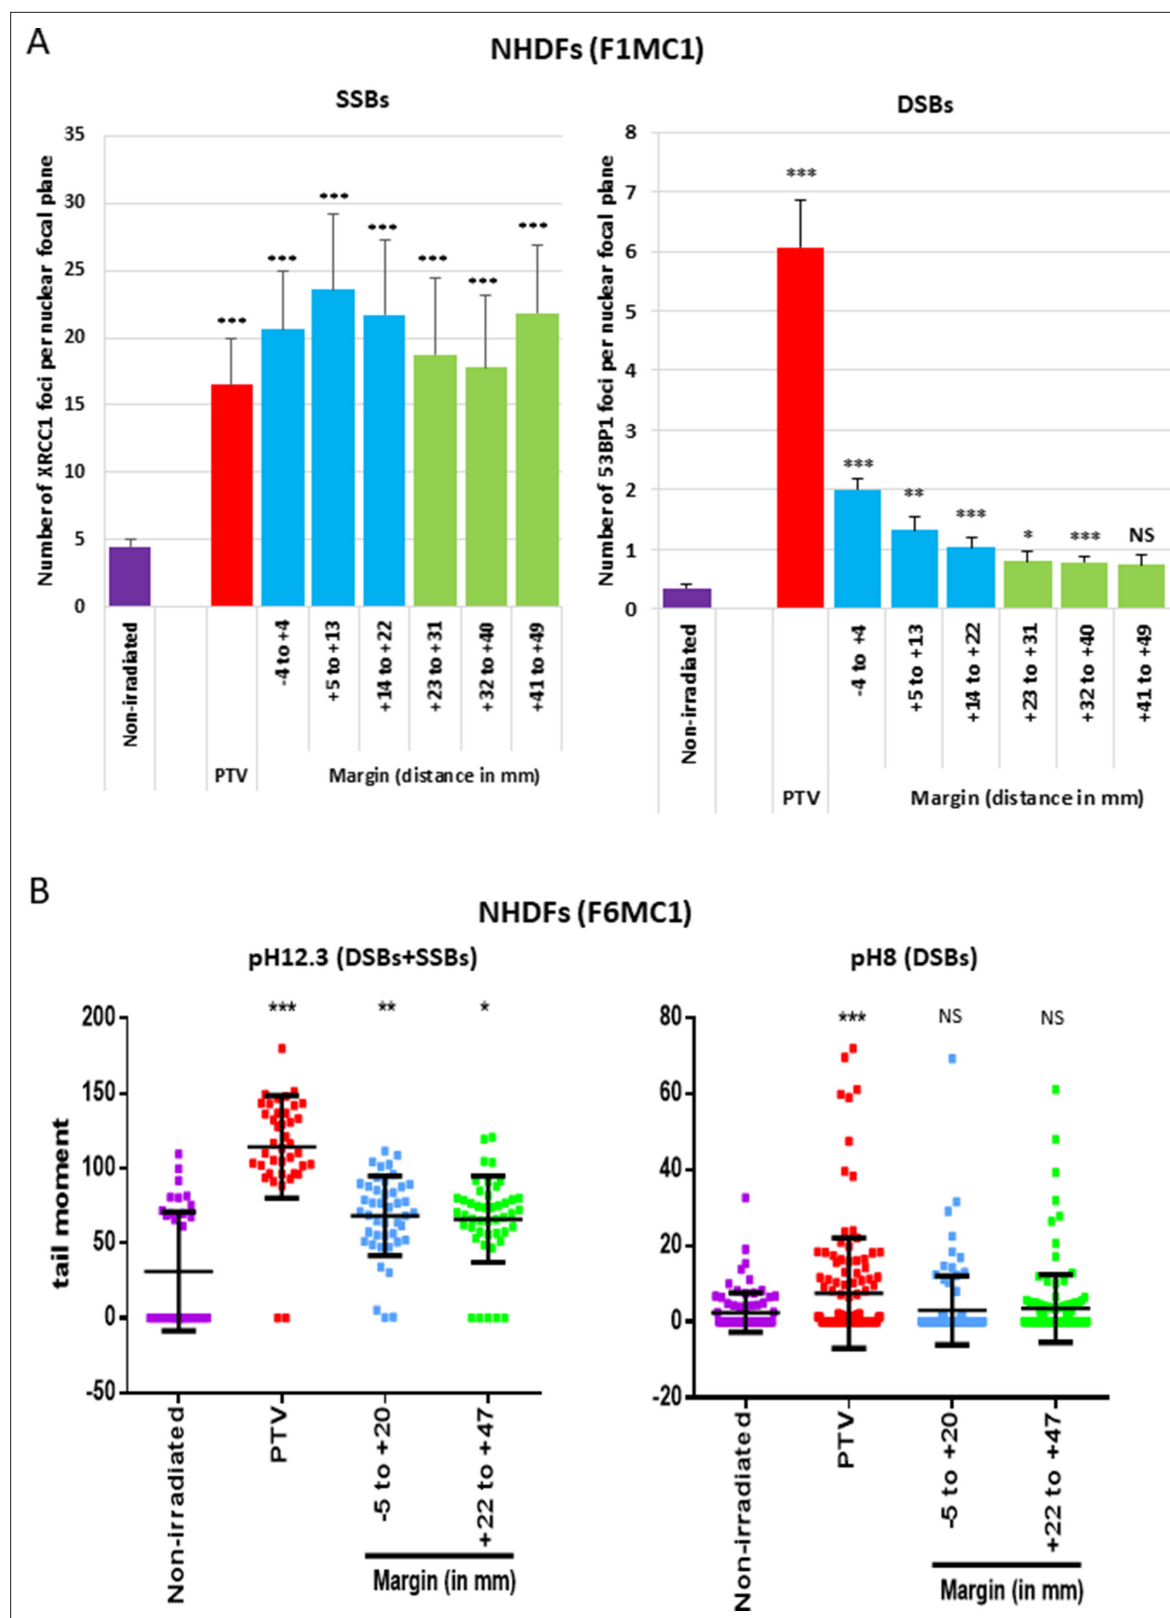 A
NHDFs (F1MC1)
SSBs
Number of XRCC1 foci per nuclear focal plane
35
30
25
20
15
10
5
0
***
***
***
***
***
***
***
Non-irradiated
PTV
-4 to +4
+5 to +13
+14 to +22
+23 to +31
+32 to +40
+41 to +49
Margin (distance in mm)
DSBs
Number of 53BP1 foci per nuclear focal plane
8
7
6
5
4
3
2
1
0
***
***
**
***
*
***
NS
Non-irradiated
PTV
-4 to +4
+5 to +13
+14 to +22
+23 to +31
+32 to +40
+41 to +49
Margin (distance in mm)
B
NHDFs (F6MC1)
pH12.3 (DSBs+SSBs)
tail moment
200
150
100
50
0
-50
***
**
*
Non-irradiated
PTV
-5 to +20
+22 to +47
Margin (in mm)
pH8 (DSBs)
80
60
40
20
0
-20
***
NS
NS
Non-irradiated
PTV
-5 to +20
+22 to +47
Margin (in mm)